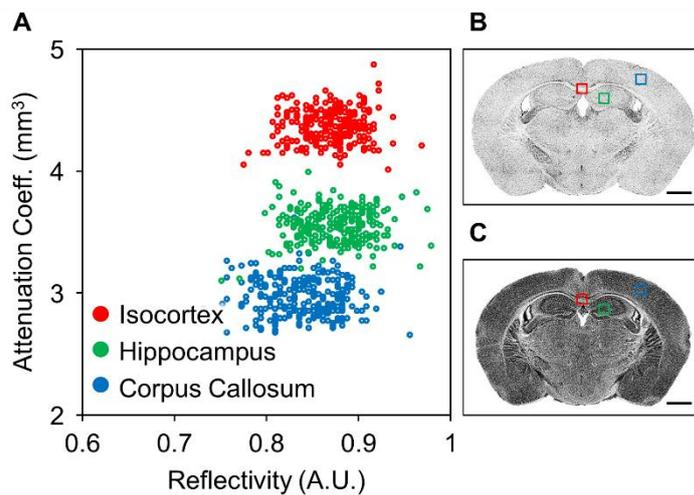 A
5
4
3
2
Attenuation Coeff. (mm³)
Isocortex
Hippocampus
Corpus Callosum
0.6 0.7 0.8 0.9 1
Reflectivity (A.U.)
B
C